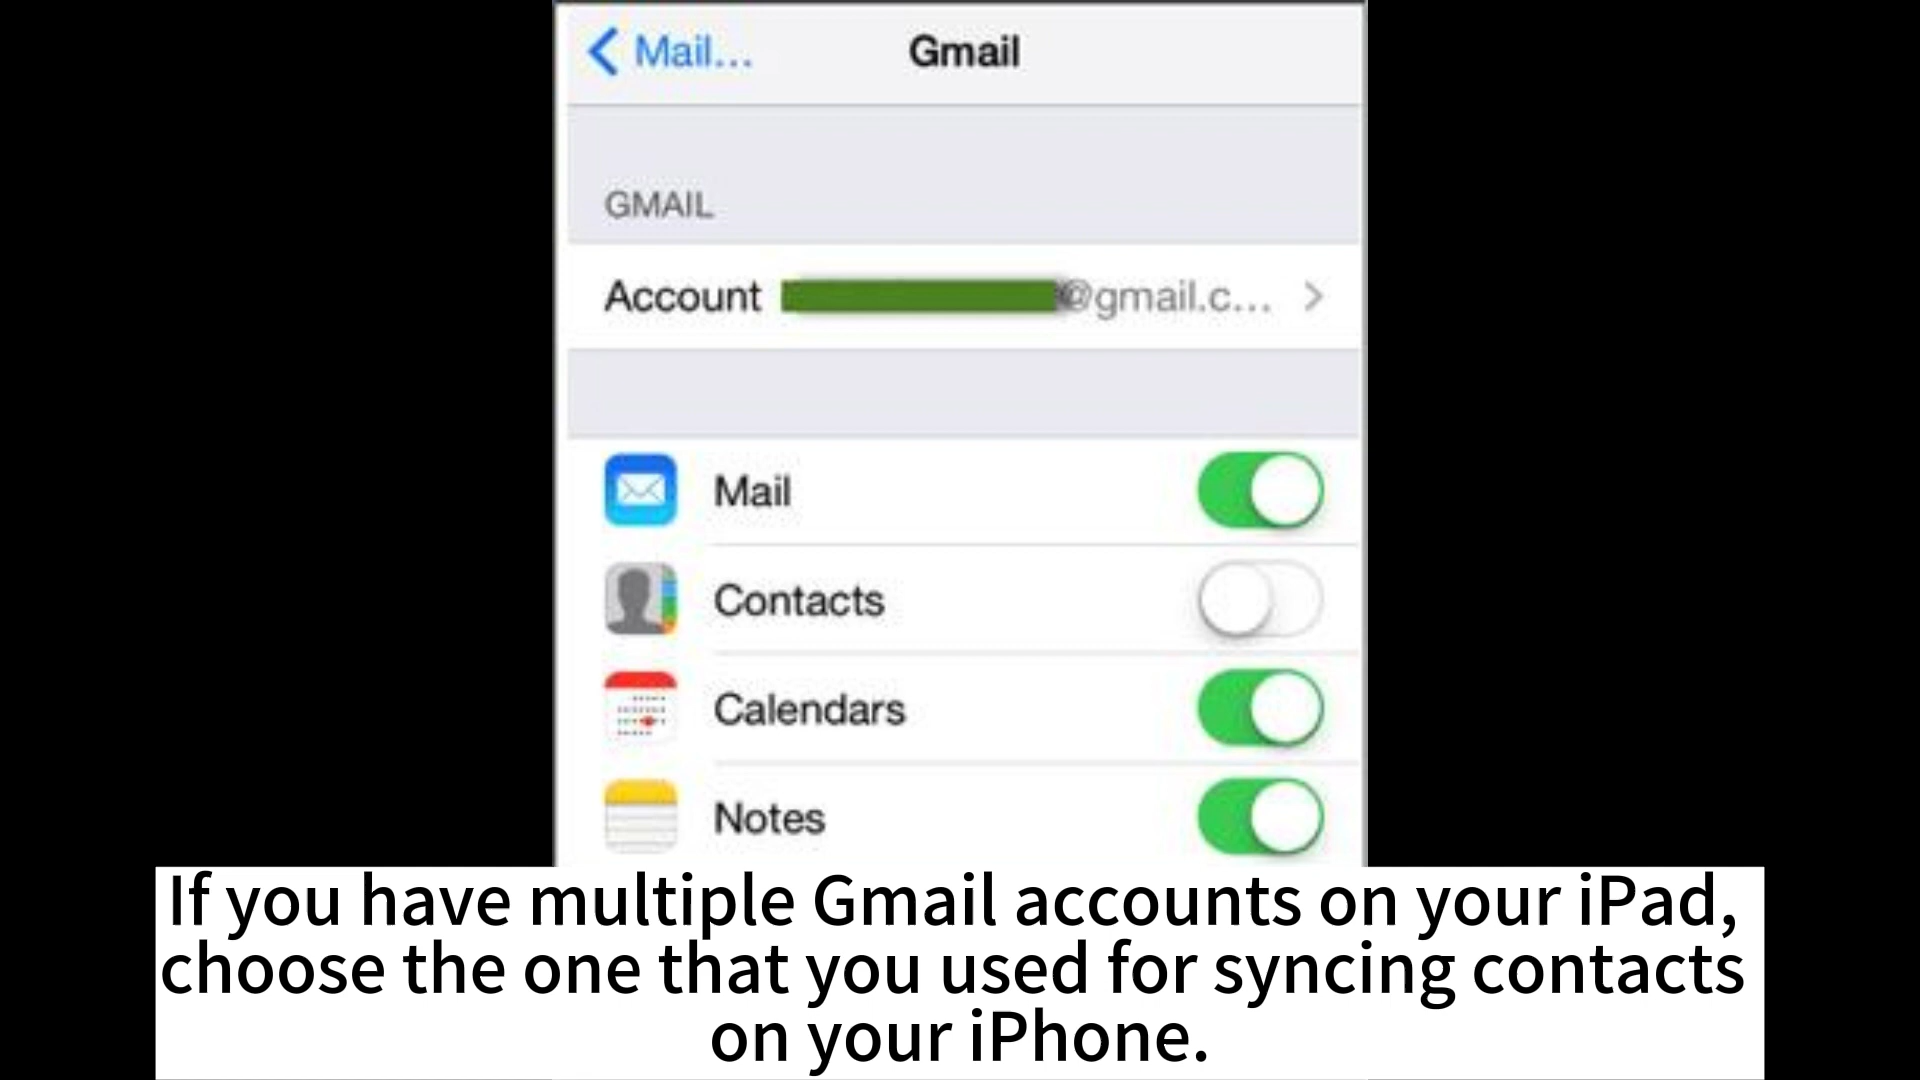 Mail...
Gmail
GMAIL
Account @gmail.c...
Mail
Contacts
Calendars
Notes
If you have multiple Gmail accounts on your iPad,
choose the one that you used for syncing contacts
on your iPhone.